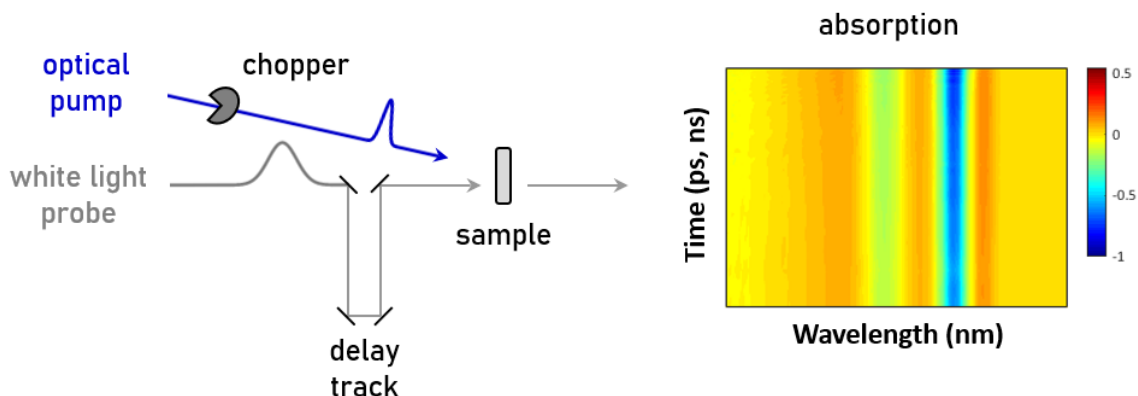 absorption
optical
pump
chopper
white light
probe
sample
delay
track
Time (ps, ns)
Wavelength (nm)
0.5
0
-0.5
-1